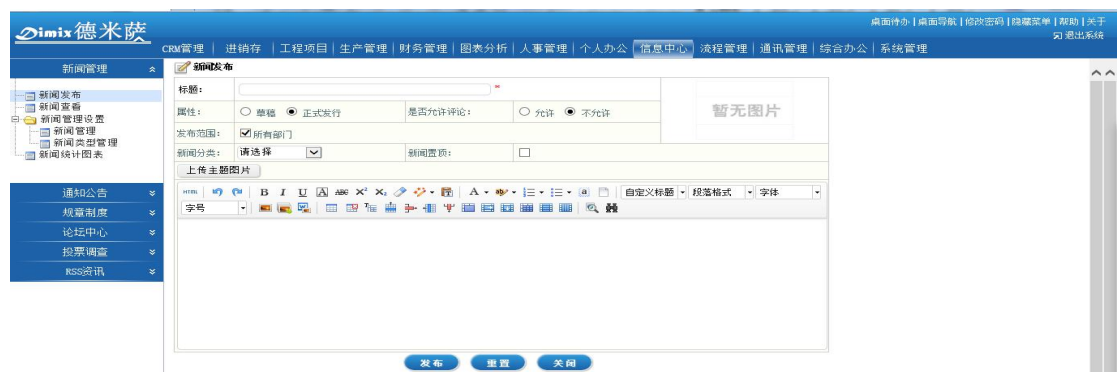 Dimix德米萨
桌面待办 | 桌面导航 | 修改密码 | 隐藏菜单 | 帮助 | 关于
退出系统
CRM管理 | 进销存 | 工程项目 | 生产管理 | 财务管理 | 图表分析 | 人事管理 | 个人办公 | 信息中心 | 流程管理 | 通讯管理 | 综合办公 | 系统管理
新闻管理
新闻发布
新闻查看
新闻管理设置
新闻管理
新闻类型管理
新闻统计图表
通知公告
规章制度
论坛中心
投票调查
RSS资讯
新闻发布
标题: *
属性: 草稿 正式发行 是否允许评论: 允许 不允许
暂无图片
发布范围: 所有部门
新闻分类: 请选择 新闻置顶:
上传主题图片
HTML B I U A ABC X² X₂ A ab a 自定义标题 段落格式 字体
字号
发布 重置 关闭